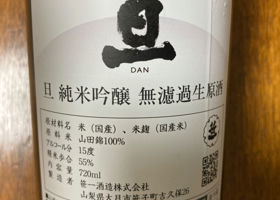 旦
DAN
旦 純米吟醸 無濾過生原酒
原材料名 米（国産）、米麹（国産米）
原料米 山田錦100%
アルコール分 15度
精米歩合 55%
内容量 720ml
製造者 笹一酒造株式会社
山梨県大月市笹子町吉久保26